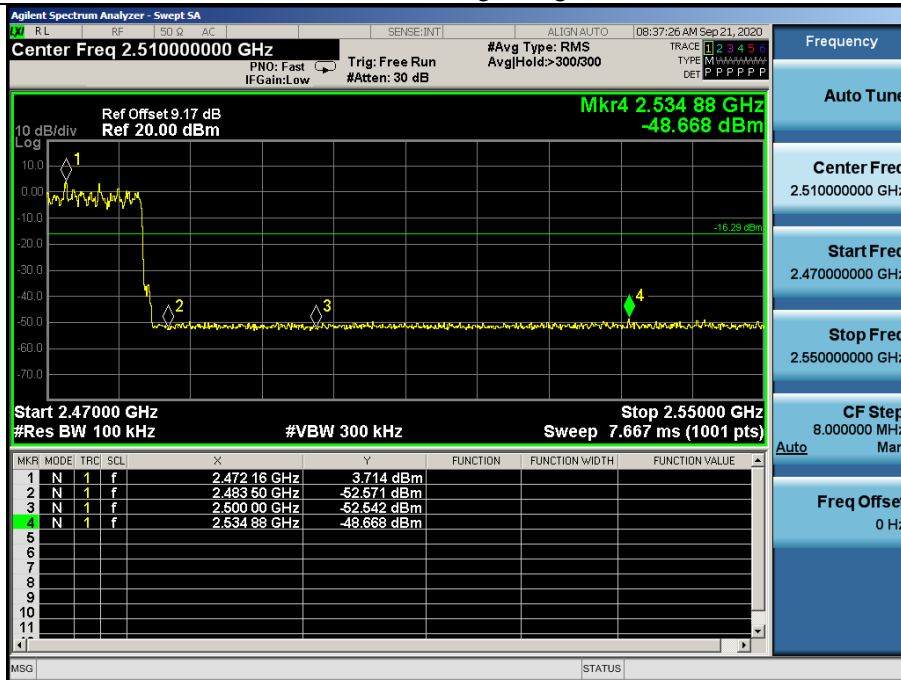 Agilent Spectrum Analyzer - Swept SA
LXI RL RF 50 Ω AC SENSE:INT ALIGN AUTO 08:37:26 AM Sep 21, 2020
Center Freq 2.510000000 GHz #Avg Type: RMS TRACE 1 2 3 4 5 6
PNO: Fast Trig: Free Run Avg|Hold:>300/300 TYPE M WWWWW
IFGain:Low #Atten: 30 dB DET P P P P P P
Ref Offset 9.17 dB Mkr4 2.534 88 GHz
10 dB/div Ref 20.00 dBm -48.668 dBm
Log
1
10.0
0.00
-10.0
-16.29 dBm
-20.0
-30.0
-40.0
2 3 4
-50.0
-60.0
-70.0
Start 2.47000 GHz Stop 2.55000 GHz
#Res BW 100 kHz #VBW 300 kHz Sweep 7.667 ms (1001 pts)
MKR MODE TRC SCL X Y FUNCTION FUNCTION WIDTH FUNCTION VALUE
1 N 1 f 2.472 16 GHz 3.714 dBm
2 N 1 f 2.483 50 GHz -52.571 dBm
3 N 1 f 2.500 00 GHz -52.542 dBm
4 N 1 f 2.534 88 GHz -48.668 dBm
5
6
7
8
9
10
11
MSG STATUS
Frequency
Auto Tune
Center Freq
2.510000000 GHz
Start Freq
2.470000000 GHz
Stop Freq
2.550000000 GHz
CF Step
8.000000 MHz
Auto Man
Freq Offset
0 Hz